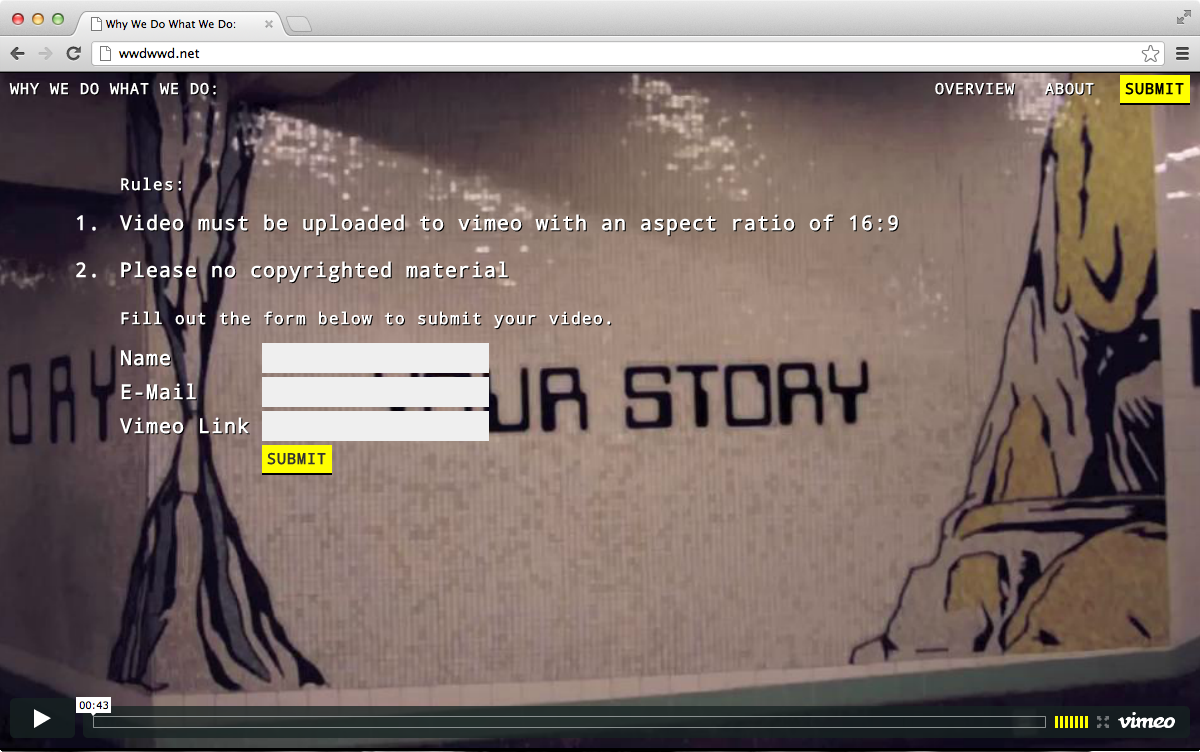 Why We Do What We Do:
wwdwwd.net
WHY WE DO WHAT WE DO:
OVERVIEW ABOUT SUBMIT
Rules:
1. Video must be uploaded to vimeo with an aspect ratio of 16:9
2. Please no copyrighted material
Fill out the form below to submit your video.
Name
E-Mail
ORY
STORY
Vimeo Link
SUBMIT
00:43
vimeo